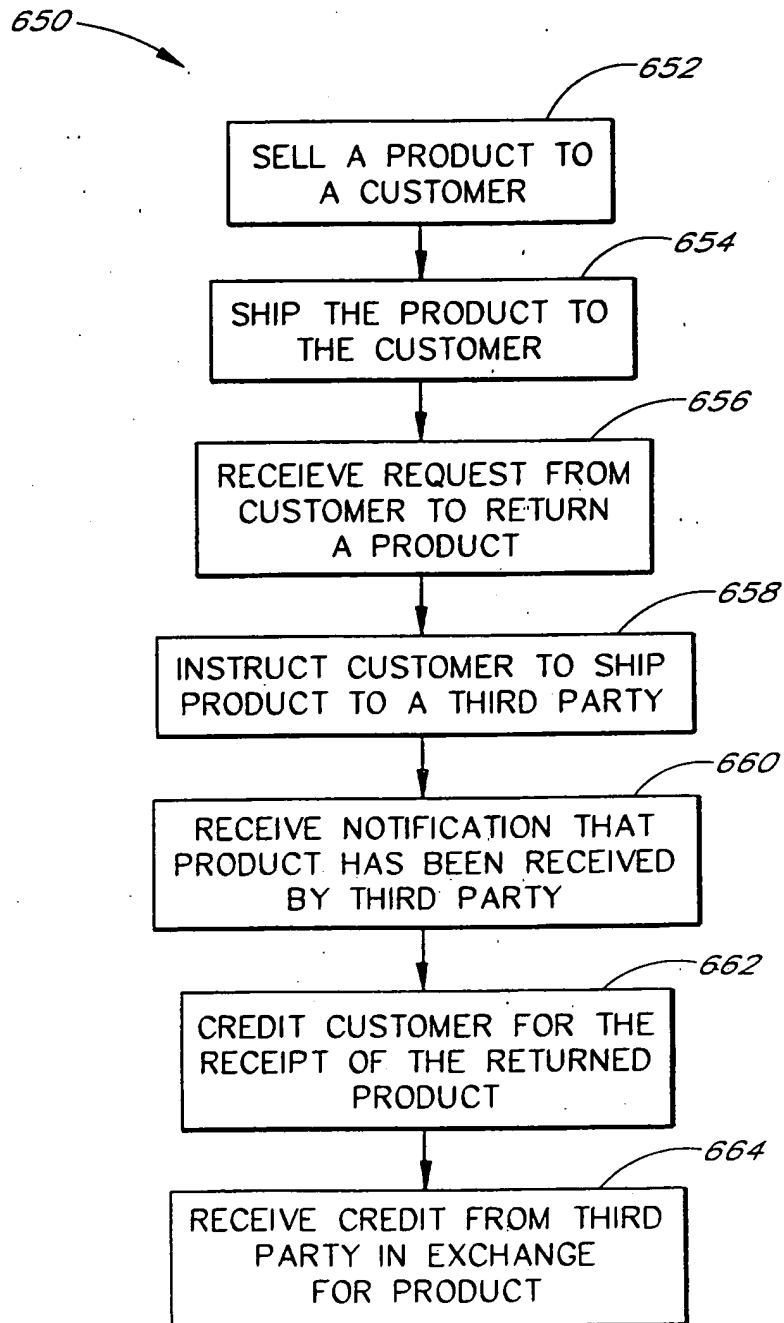 650
652
SELL A PRODUCT TO
A CUSTOMER
654
SHIP THE PRODUCT TO
THE CUSTOMER
656
RECEIEVE REQUEST FROM
CUSTOMER TO RETURN
A PRODUCT
658
INSTRUCT CUSTOMER TO SHIP
PRODUCT TO A THIRD PARTY
660
RECEIVE NOTIFICATION THAT
PRODUCT HAS BEEN RECEIVED
BY THIRD PARTY
662
CREDIT CUSTOMER FOR THE
RECEIPT OF THE RETURNED
PRODUCT
664
RECEIVE CREDIT FROM THIRD
PARTY IN EXCHANGE
FOR PRODUCT